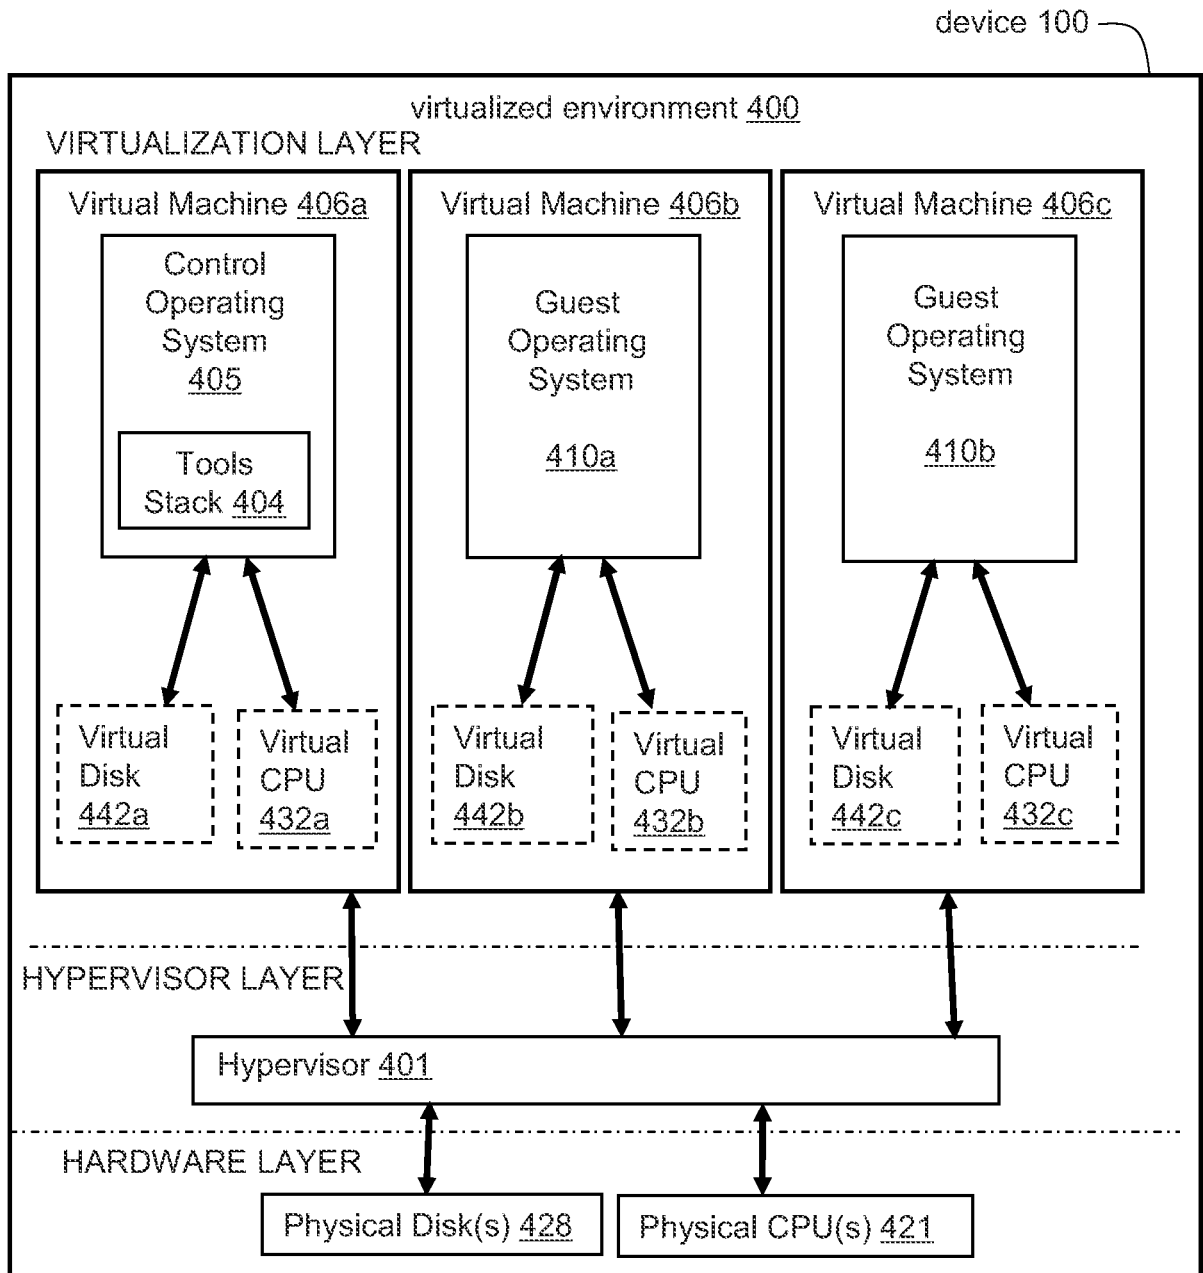 device 100
virtualized environment 400
VIRTUALIZATION LAYER
Virtual Machine 406a
Control
Operating
System
405
Tools
Stack 404
Virtual
Disk
442a
Virtual
CPU
432a
Virtual Machine 406b
Guest
Operating
System
410a
Virtual
Disk
442b
Virtual
CPU
432b
Virtual Machine 406c
Guest
Operating
System
410b
Virtual
Disk
442c
Virtual
CPU
432c
HYPERVISOR LAYER
Hypervisor 401
HARDWARE LAYER
Physical Disk(s) 428
Physical CPU(s) 421